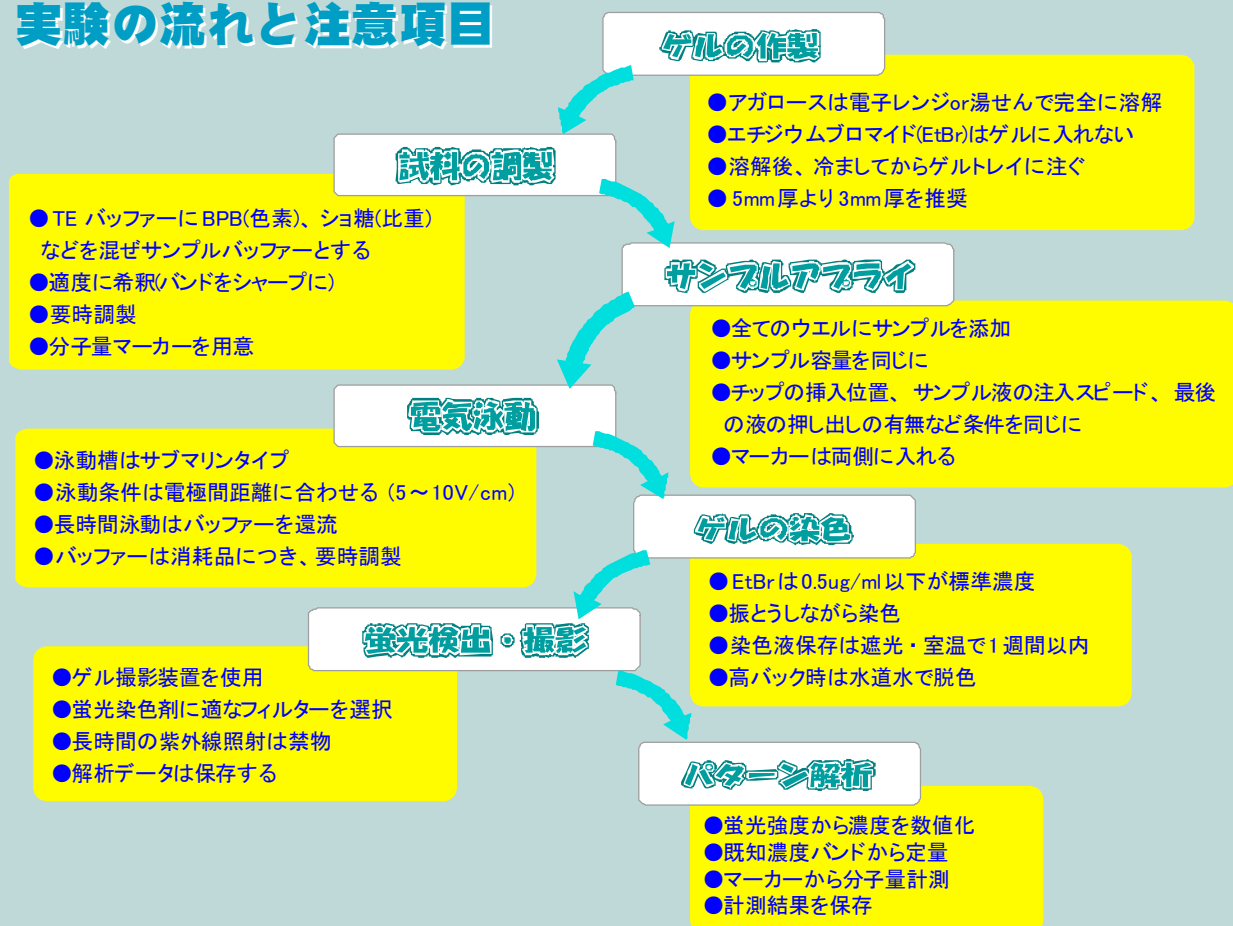 実験の流れと注意項目
ゲルの作製
●アガロースは電子レンジor湯せんで完全に溶解
●エチジウムブロマイド(EtBr)はゲルに入れない
●溶解後、冷ましてからゲルトレイに注ぐ
●5mm厚より3mm厚を推奨
試料の調製
●TE バッファーにBPB(色素)、ショ糖(比重)
などを混ぜサンプルバッファーとする
●適度に希釈(バンドをシャープに)
●要時調製
●分子量マーカーを用意
サンプルアプライ
●全てのウエルにサンプルを添加
●サンプル容量を同じに
●チップの挿入位置、サンプル液の注入スピード、最後
の液の押し出しの有無など条件を同じに
●マーカーは両側に入れる
電気泳動
●泳動槽はサブマリンタイプ
●泳動条件は電極間距離に合わせる (5～10V/cm)
●長時間泳動はバッファーを還流
●バッファーは消耗品につき、要時調製
ゲルの染色
●EtBrは0.5ug/ml以下が標準濃度
●振とうしながら染色
●染色液保存は遮光・室温で1週間以内
●高バック時は水道水で脱色
蛍光検出・撮影
●ゲル撮影装置を使用
●蛍光染色剤に適なフィルターを選択
●長時間の紫外線照射は禁物
●解析データは保存する
パターン解析
●蛍光強度から濃度を数値化
●既知濃度バンドから定量
●マーカーから分子量計測
●計測結果を保存